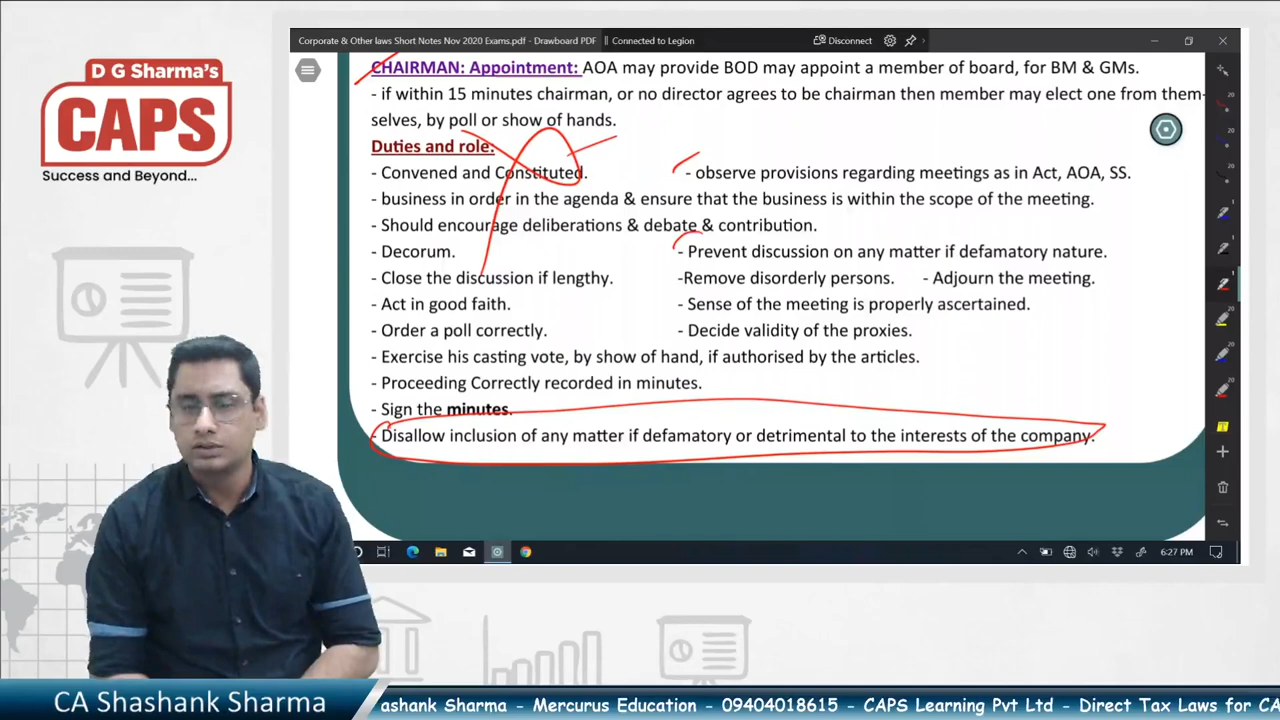 D G Sharma's
CAPS
Success and Beyond...
Corporate & Other laws Short Notes Nov 2020 Exams.pdf - Drawboard PDF
Connected to Legion
Disconnect
CHAIRMAN: Appointment: AOA may provide BOD may appoint a member of board, for BM & GMs.
- if within 15 minutes chairman, or no director agrees to be chairman then member may elect one from them-
selves, by poll or show of hands.
Duties and role:
- Convened and Constituted. - observe provisions regarding meetings as in Act, AOA, SS.
- business in order in the agenda & ensure that the business is within the scope of the meeting.
- Should encourage deliberations & debate & contribution.
- Decorum. - Prevent discussion on any matter if defamatory nature.
- Close the discussion if lengthy. -Remove disorderly persons. - Adjourn the meeting.
- Act in good faith. - Sense of the meeting is properly ascertained.
- Order a poll correctly. - Decide validity of the proxies.
- Exercise his casting vote, by show of hand, if authorised by the articles.
- Proceeding Correctly recorded in minutes.
- Sign the minutes.
- Disallow inclusion of any matter if defamatory or detrimental to the interests of the company.
6:27 PM
CA Shashank Sharma
ashank Sharma - Mercurus Education - 09404018615 - CAPS Learning Pvt Ltd - Direct Tax Laws for CA